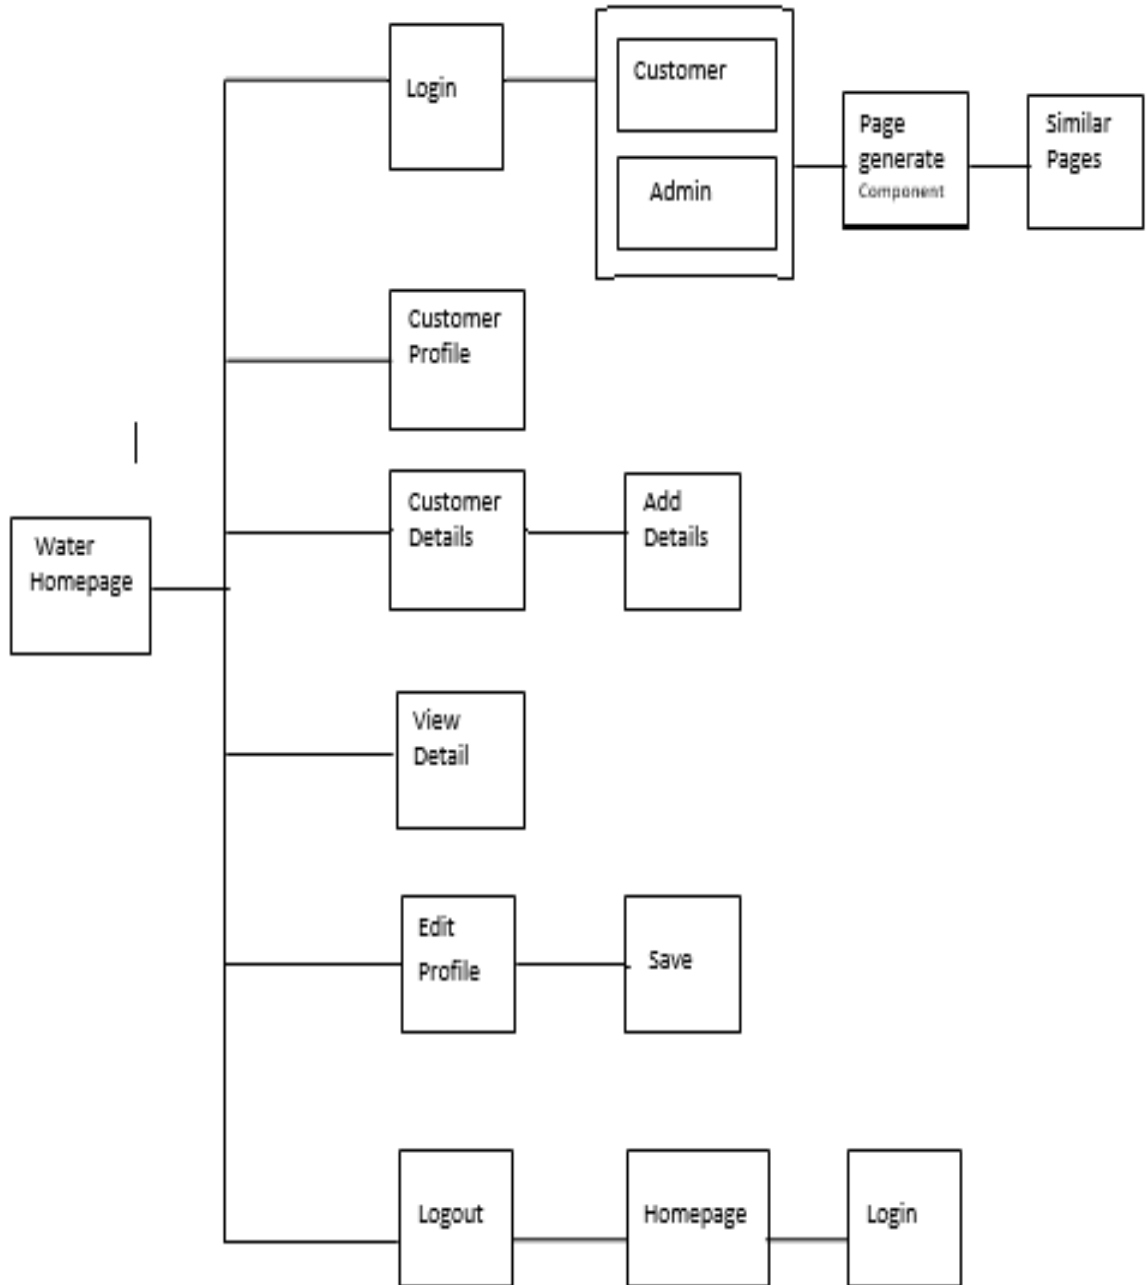 Login
Customer
Admin
Page
generate
Component
Similar
Pages
Customer
Profile
Customer
Details
Add
Details
Water
Homepage
View
Detail
Edit
Profile
Save
Logout
Homepage
Login